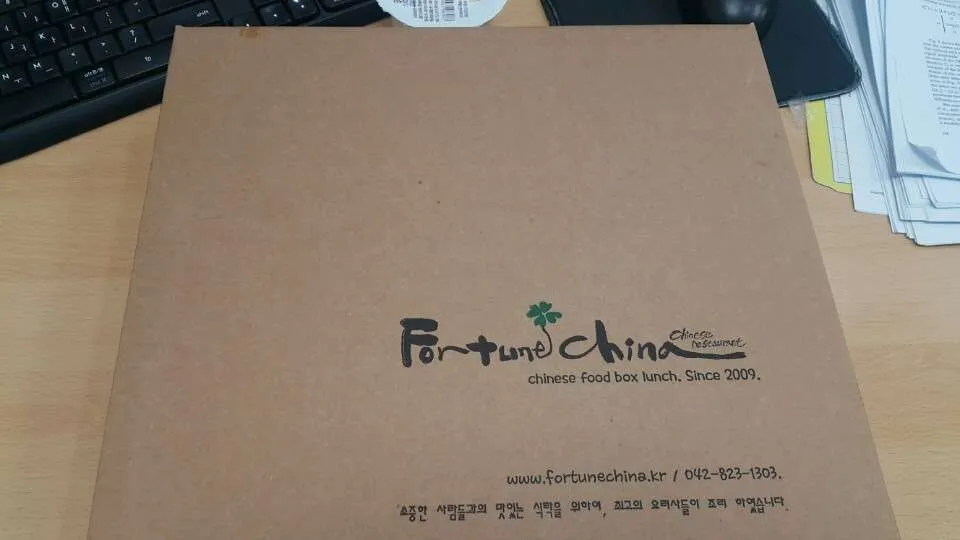 Fortune china chinese restaurant
chinese food box lunch. Since 2009.
www.fortunechina.kr / 042-823-1303.
소중한 사람들과의 맛있는 식탁을 위하여, 최고의 요리사들이 조리 하였습니다.